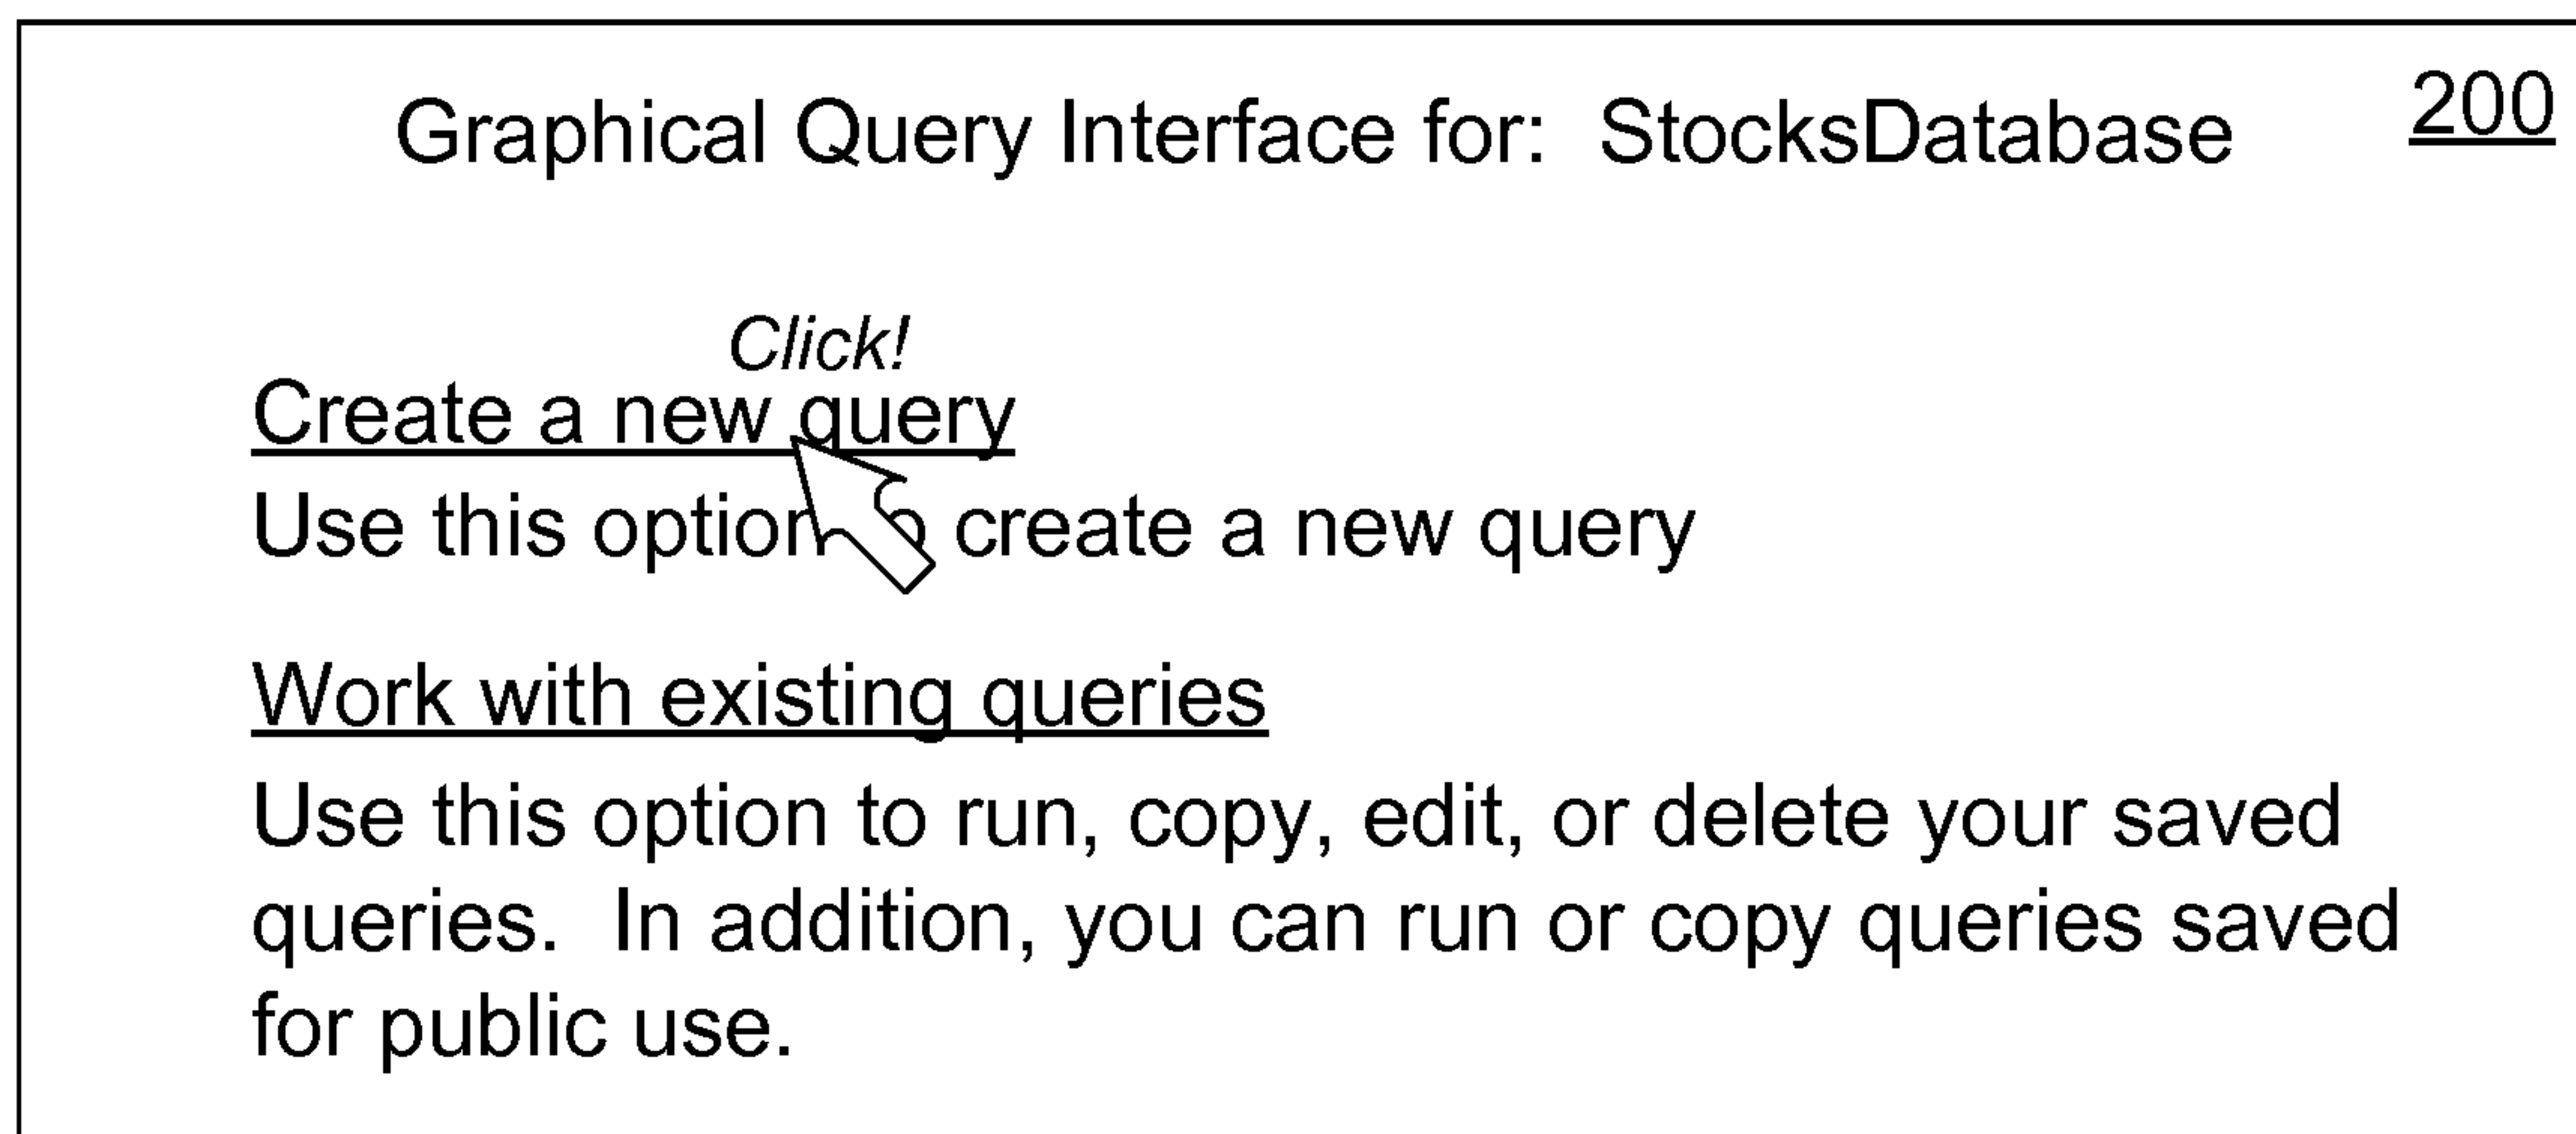 Graphical Query Interface for: StocksDatabase 200
Click!
Create a new query
Use this option to create a new query
Work with existing queries
Use this option to run, copy, edit, or delete your saved
queries. In addition, you can run or copy queries saved
for public use.